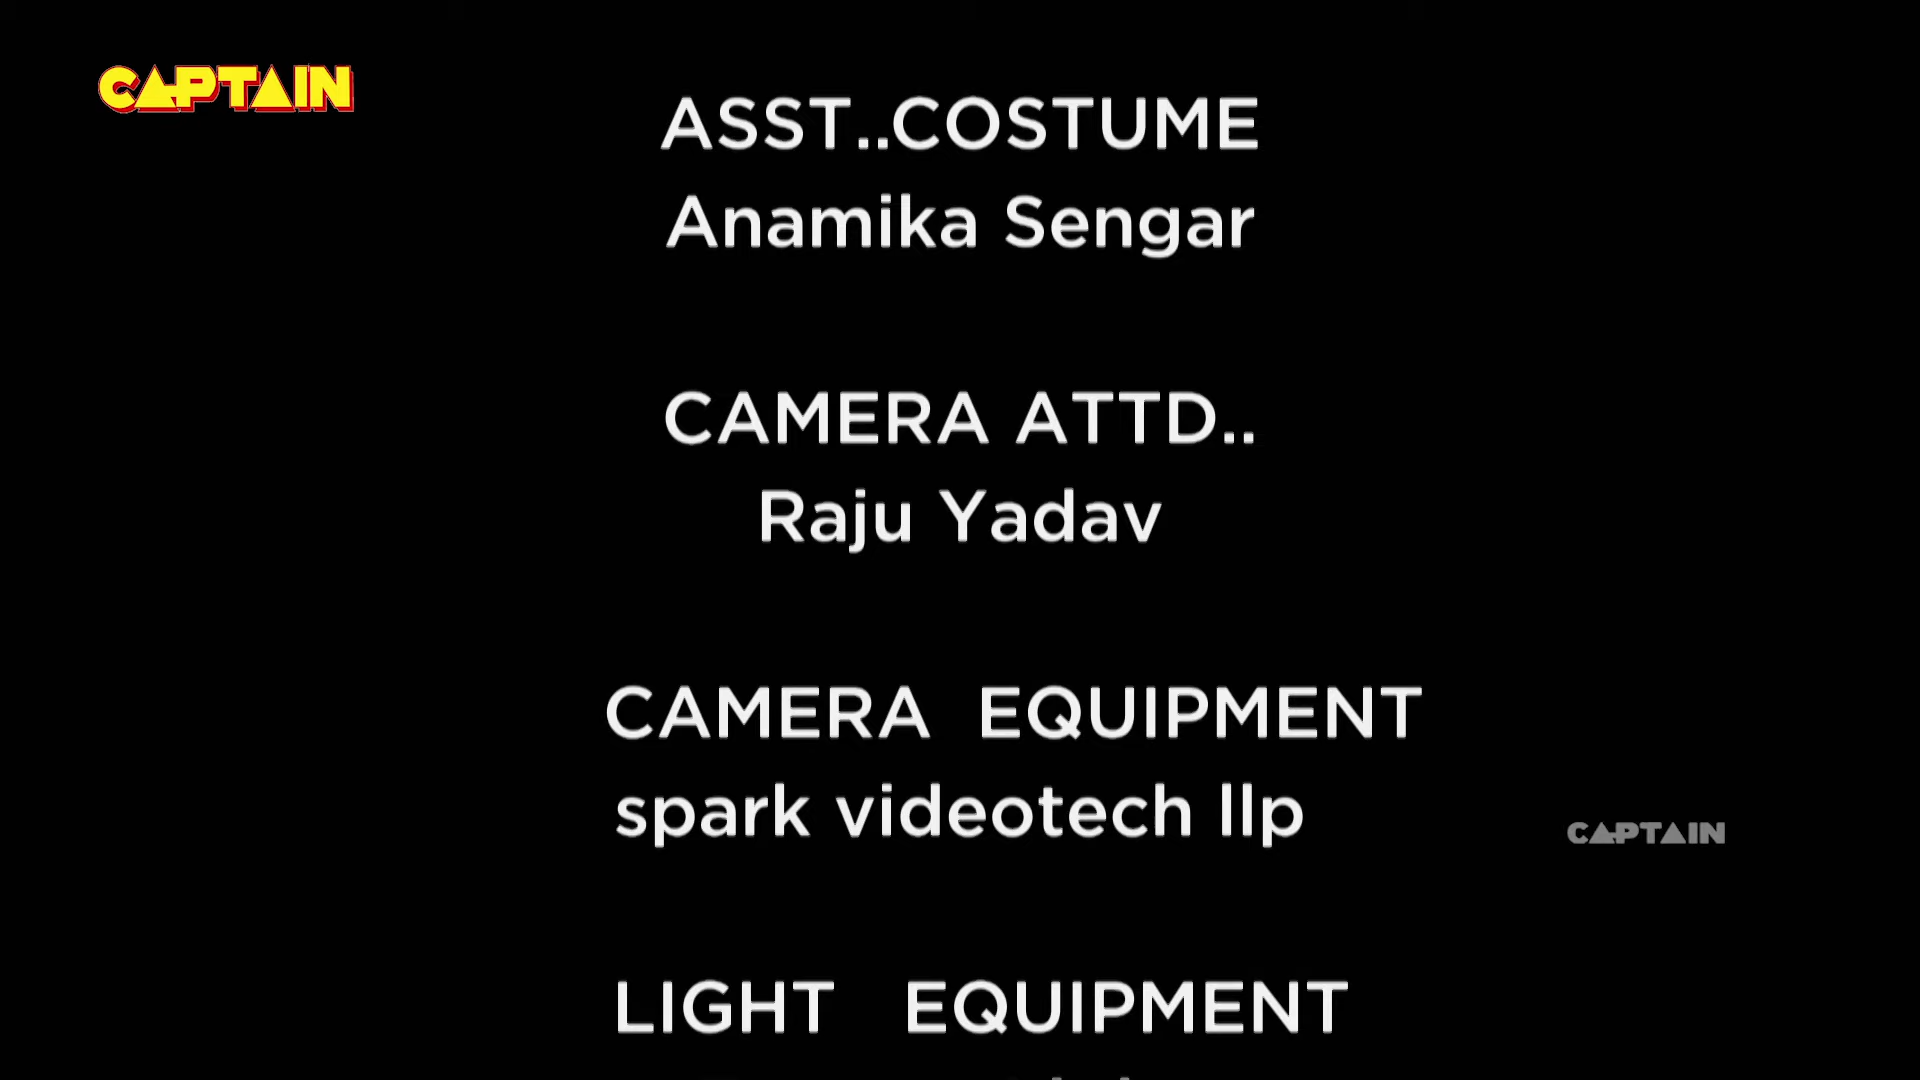 CAPTAIN
ASST..COSTUME
Anamika Sengar
CAMERA ATTD..
Raju Yadav
CAMERA  EQUIPMENT
spark videotech llp
CAPTAIN
LIGHT   EQUIPMENT